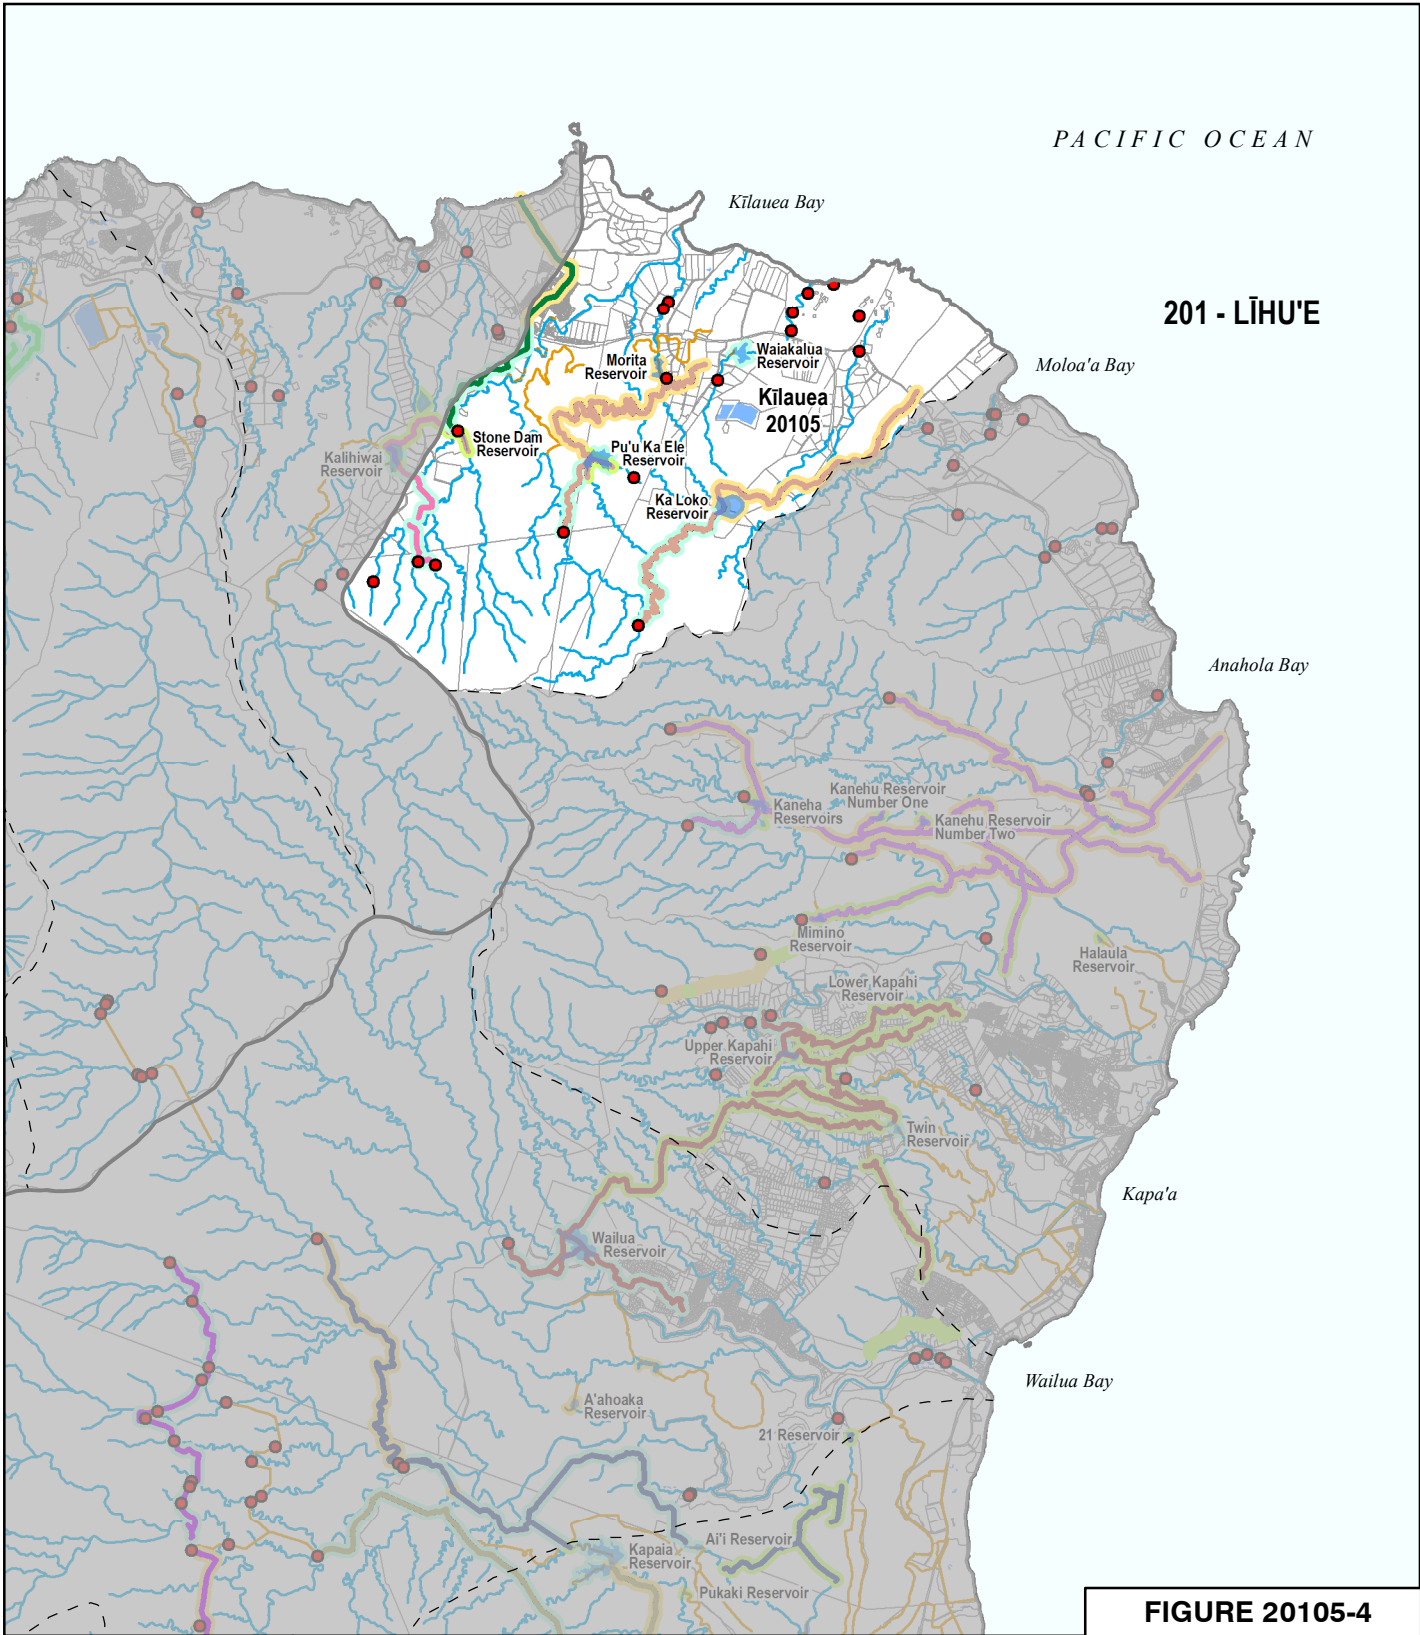 PACIFIC OCEAN
Kīlauea Bay
201 - LĪHU'E
Moloa'a Bay
Morita
Reservoir
Waiakalua
Reservoir
Kīlauea
20105
Stone Dam
Reservoir
Kalihiwai
Reservoir
Pu'u Ka Ele
Reservoir
Ka Loko
Reservoir
Anahola Bay
Kaneha
Reservoirs
Kanehu Reservoir
Number One
Kanehu Reservoir
Number Two
Mimino
Reservoir
Halaula
Reservoir
Lower Kapahi
Reservoir
Upper Kapahi
Reservoir
Twin
Reservoir
Kapa'a
Wailua
Reservoir
Wailua Bay
A'ahoaka
Reservoir
21 Reservoir
Ai'i Reservoir
Kapaia
Reservoir
Pukaki Reservoir
FIGURE 20105-4